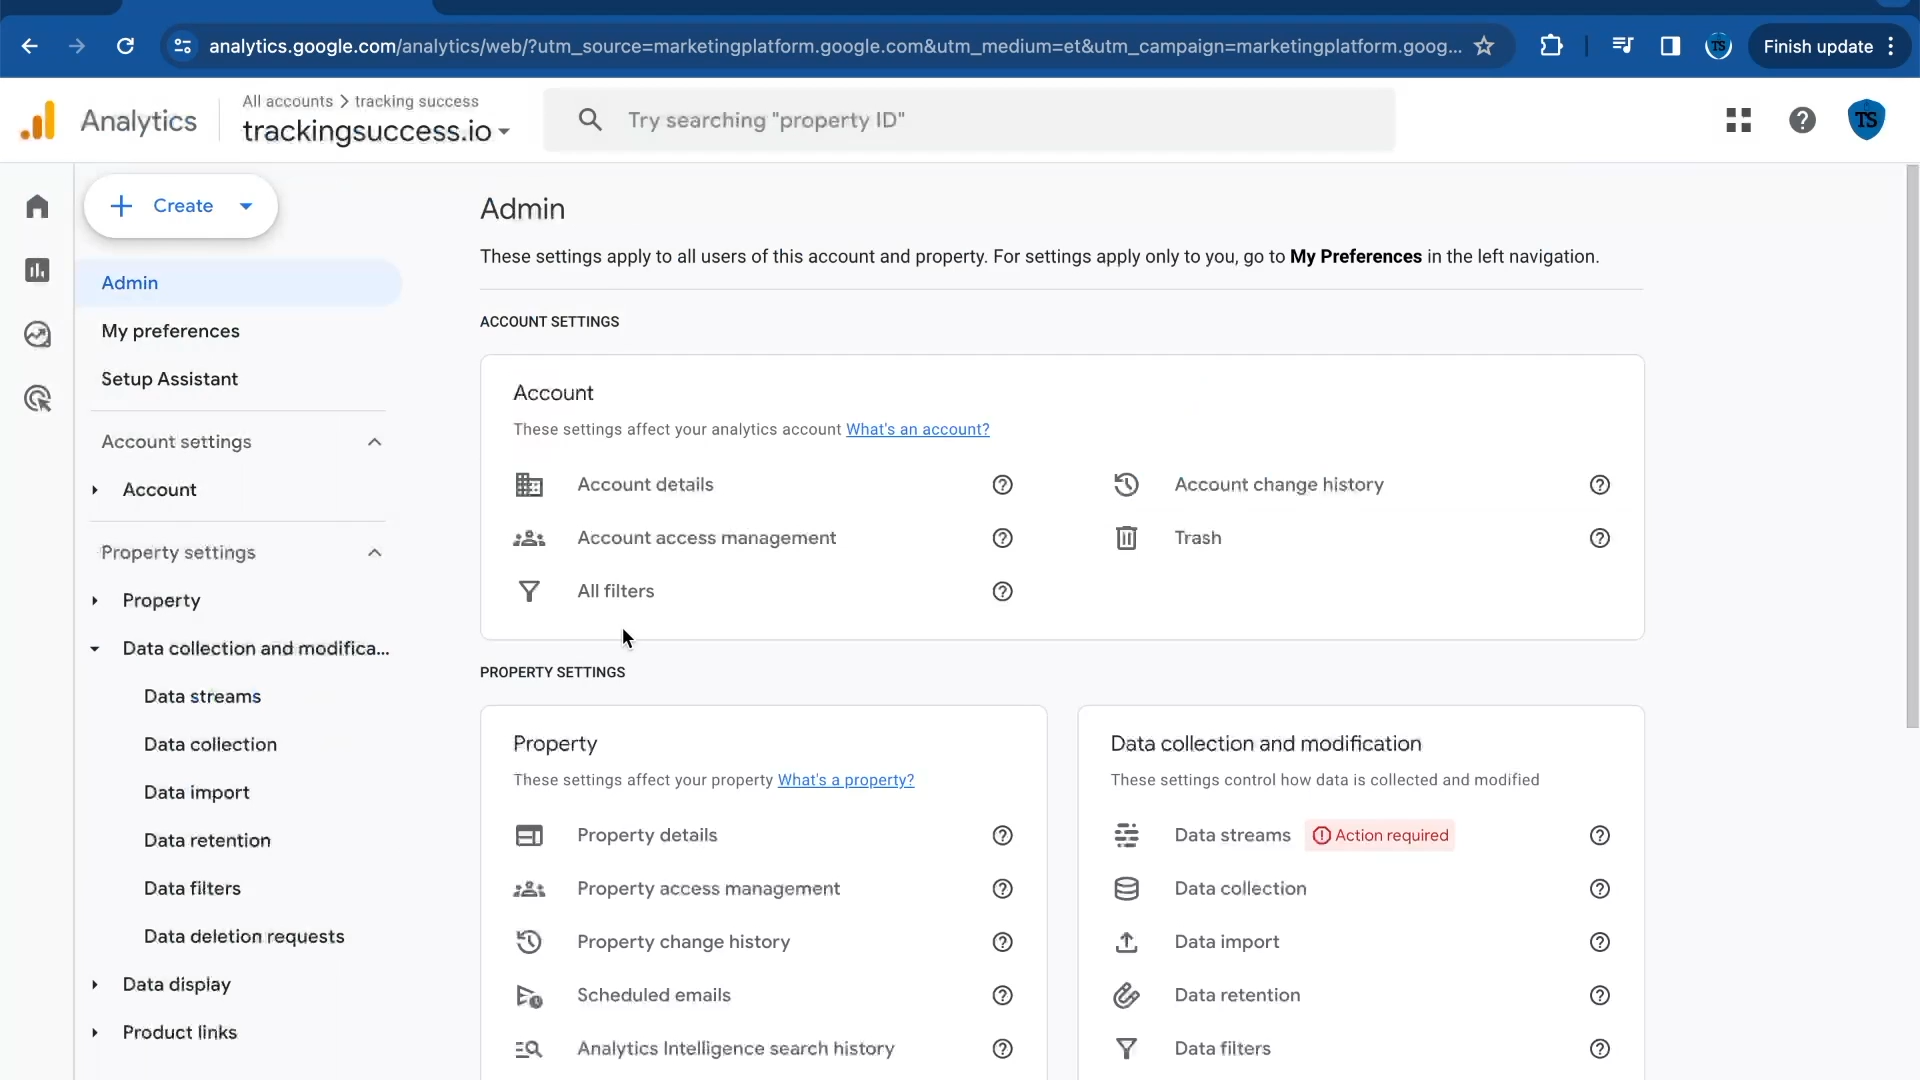 analytics.google.com/analytics/web/?utm_source=marketingplatform.google.com&utm_medium=et&utm_campaign=marketingplatform.goog...
TS
Finish update
Analytics
All accounts > tracking success
trackingsuccess.io
Try searching "property ID"
TS
Create
Admin
My preferences
Setup Assistant
Account settings
Account
Property settings
Property
Data collection and modifica...
Data streams
Data collection
Data import
Data retention
Data filters
Data deletion requests
Data display
Product links
Admin
These settings apply to all users of this account and property. For settings apply only to you, go to My Preferences in the left navigation.
ACCOUNT SETTINGS
Account
These settings affect your analytics account What's an account?
Account details
Account change history
Account access management
Trash
All filters
PROPERTY SETTINGS
Property
These settings affect your property What's a property?
Property details
Property access management
Property change history
Scheduled emails
Analytics Intelligence search history
Data collection and modification
These settings control how data is collected and modified
Data streams Action required
Data collection
Data import
Data retention
Data filters